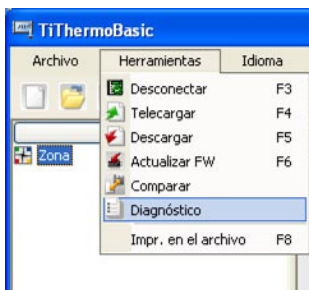 TiThermoBasic
Archivo Herramientas Idioma
Desconectar F3
Telecargar F4
Descargar F5
Zona
Actualizar FW F6
Comparar
Diagnóstico
Impr. en el archivo F8